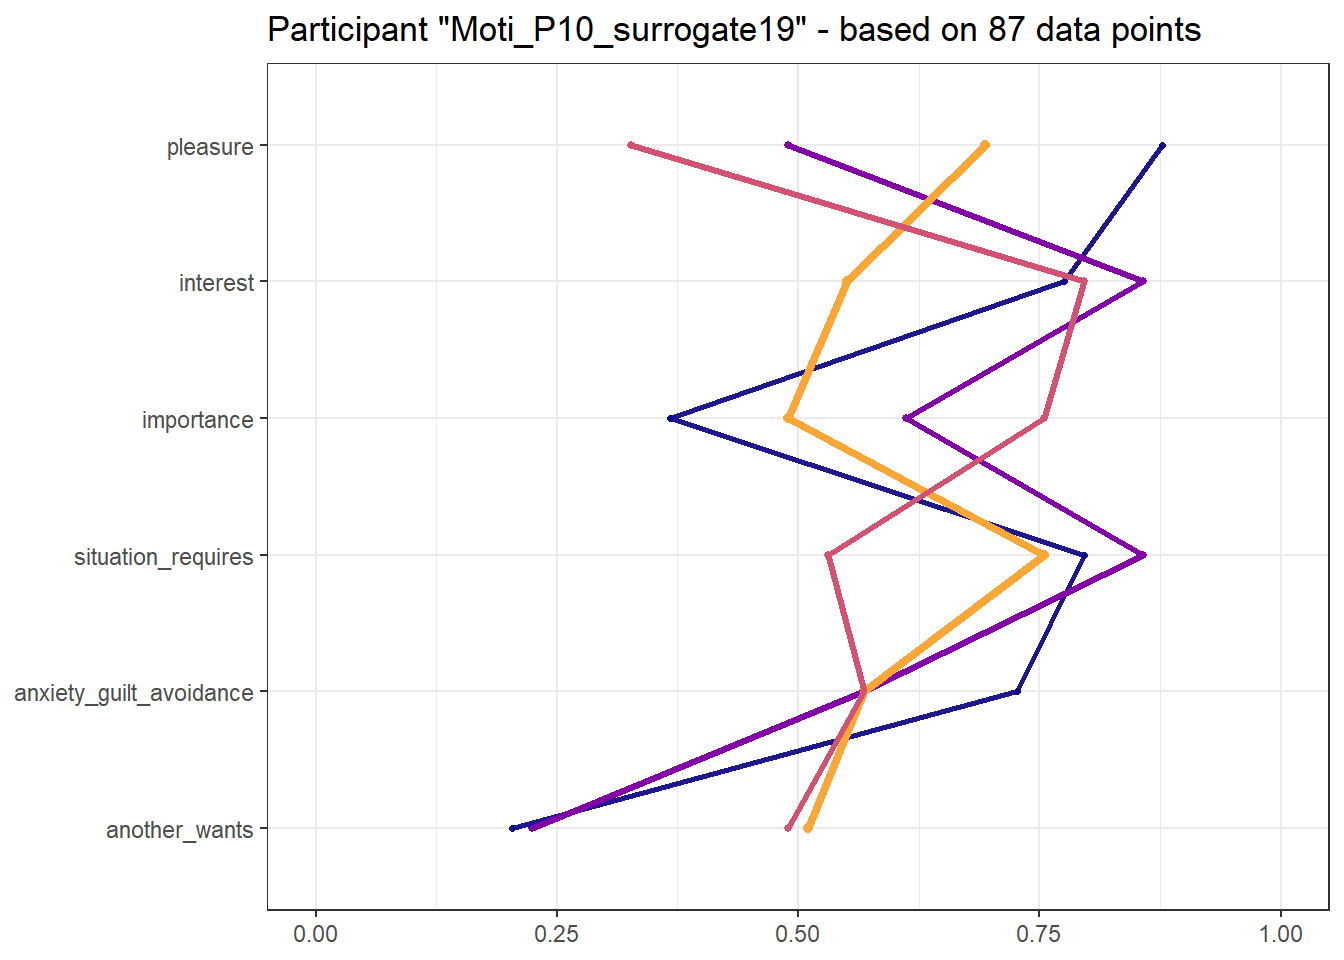 Participant "Moti_P10_surrogate19" - based on 87 data points
pleasure
interest
importance
situation_requires
anxiety_guilt_avoidance
another_wants
0.00 0.25 0.50 0.75 1.00